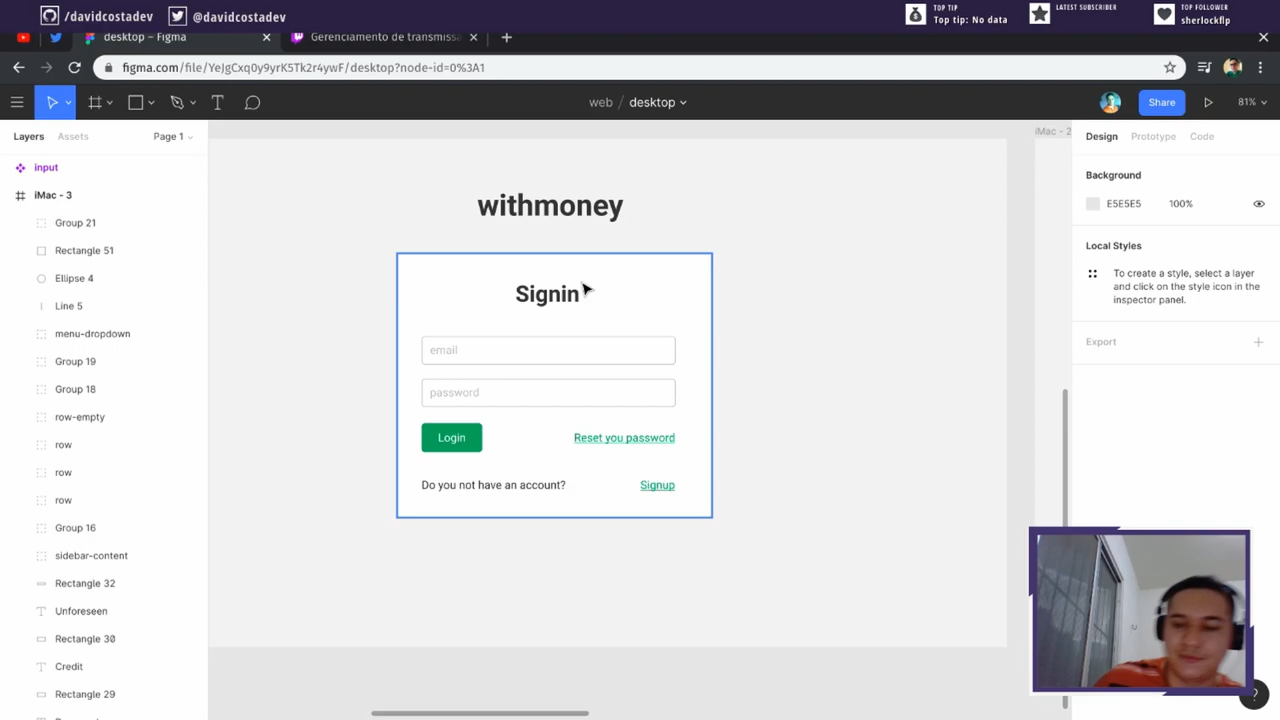 /davidcostadev
@davidcostadev
TOP TIP
Top tip: No data
LATEST SUBSCRIBER
TOP FOLLOWER
sherlockflp
desktop – Figma
Gerenciamento de transmissa
figma.com/file/YeJgCxq0y9yrK5Tk2r4ywF/desktop?node-id=0%3A1
web / desktop
Share
81%
Layers
Assets
Page 1
input
iMac - 3
Group 21
Rectangle 51
Ellipse 4
Line 5
menu-dropdown
Group 19
Group 18
row-empty
row
row
row
Group 16
sidebar-content
Rectangle 32
Unforeseen
Rectangle 30
Credit
Rectangle 29
iMac - 2
withmoney
Signin
email
password
Login
Reset you password
Do you not have an account?
Signup
Design
Prototype
Code
Background
E5E5E5
100%
Local Styles
To create a style, select a layer
and click on the style icon in the
inspector panel.
Export
?